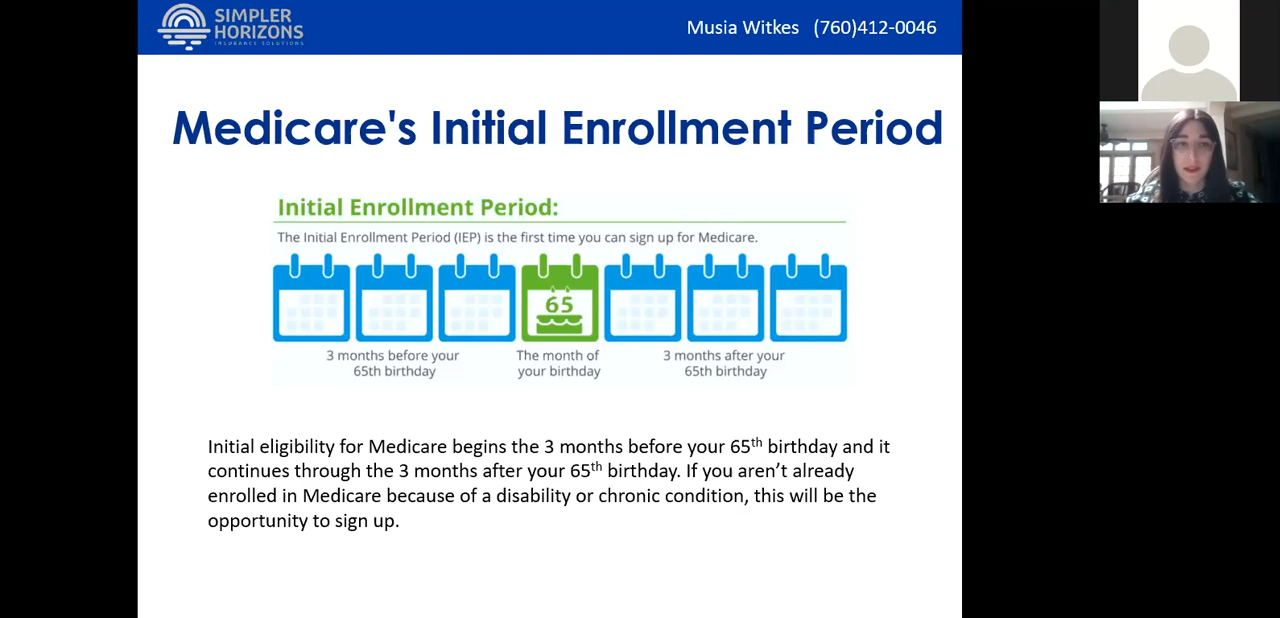 SIMPLER
HORIZONS
INSURANCE SOLUTIONS
Musia Witkes (760)412-0046
Medicare's Initial Enrollment Period
Initial Enrollment Period:
The Initial Enrollment Period (IEP) is the first time you can sign up for Medicare.
65
3 months before your
65th birthday
The month of
your birthday
3 months after your
65th birthday
Initial eligibility for Medicare begins the 3 months before your 65th birthday and it
continues through the 3 months after your 65th birthday. If you aren’t already
enrolled in Medicare because of a disability or chronic condition, this will be the
opportunity to sign up.